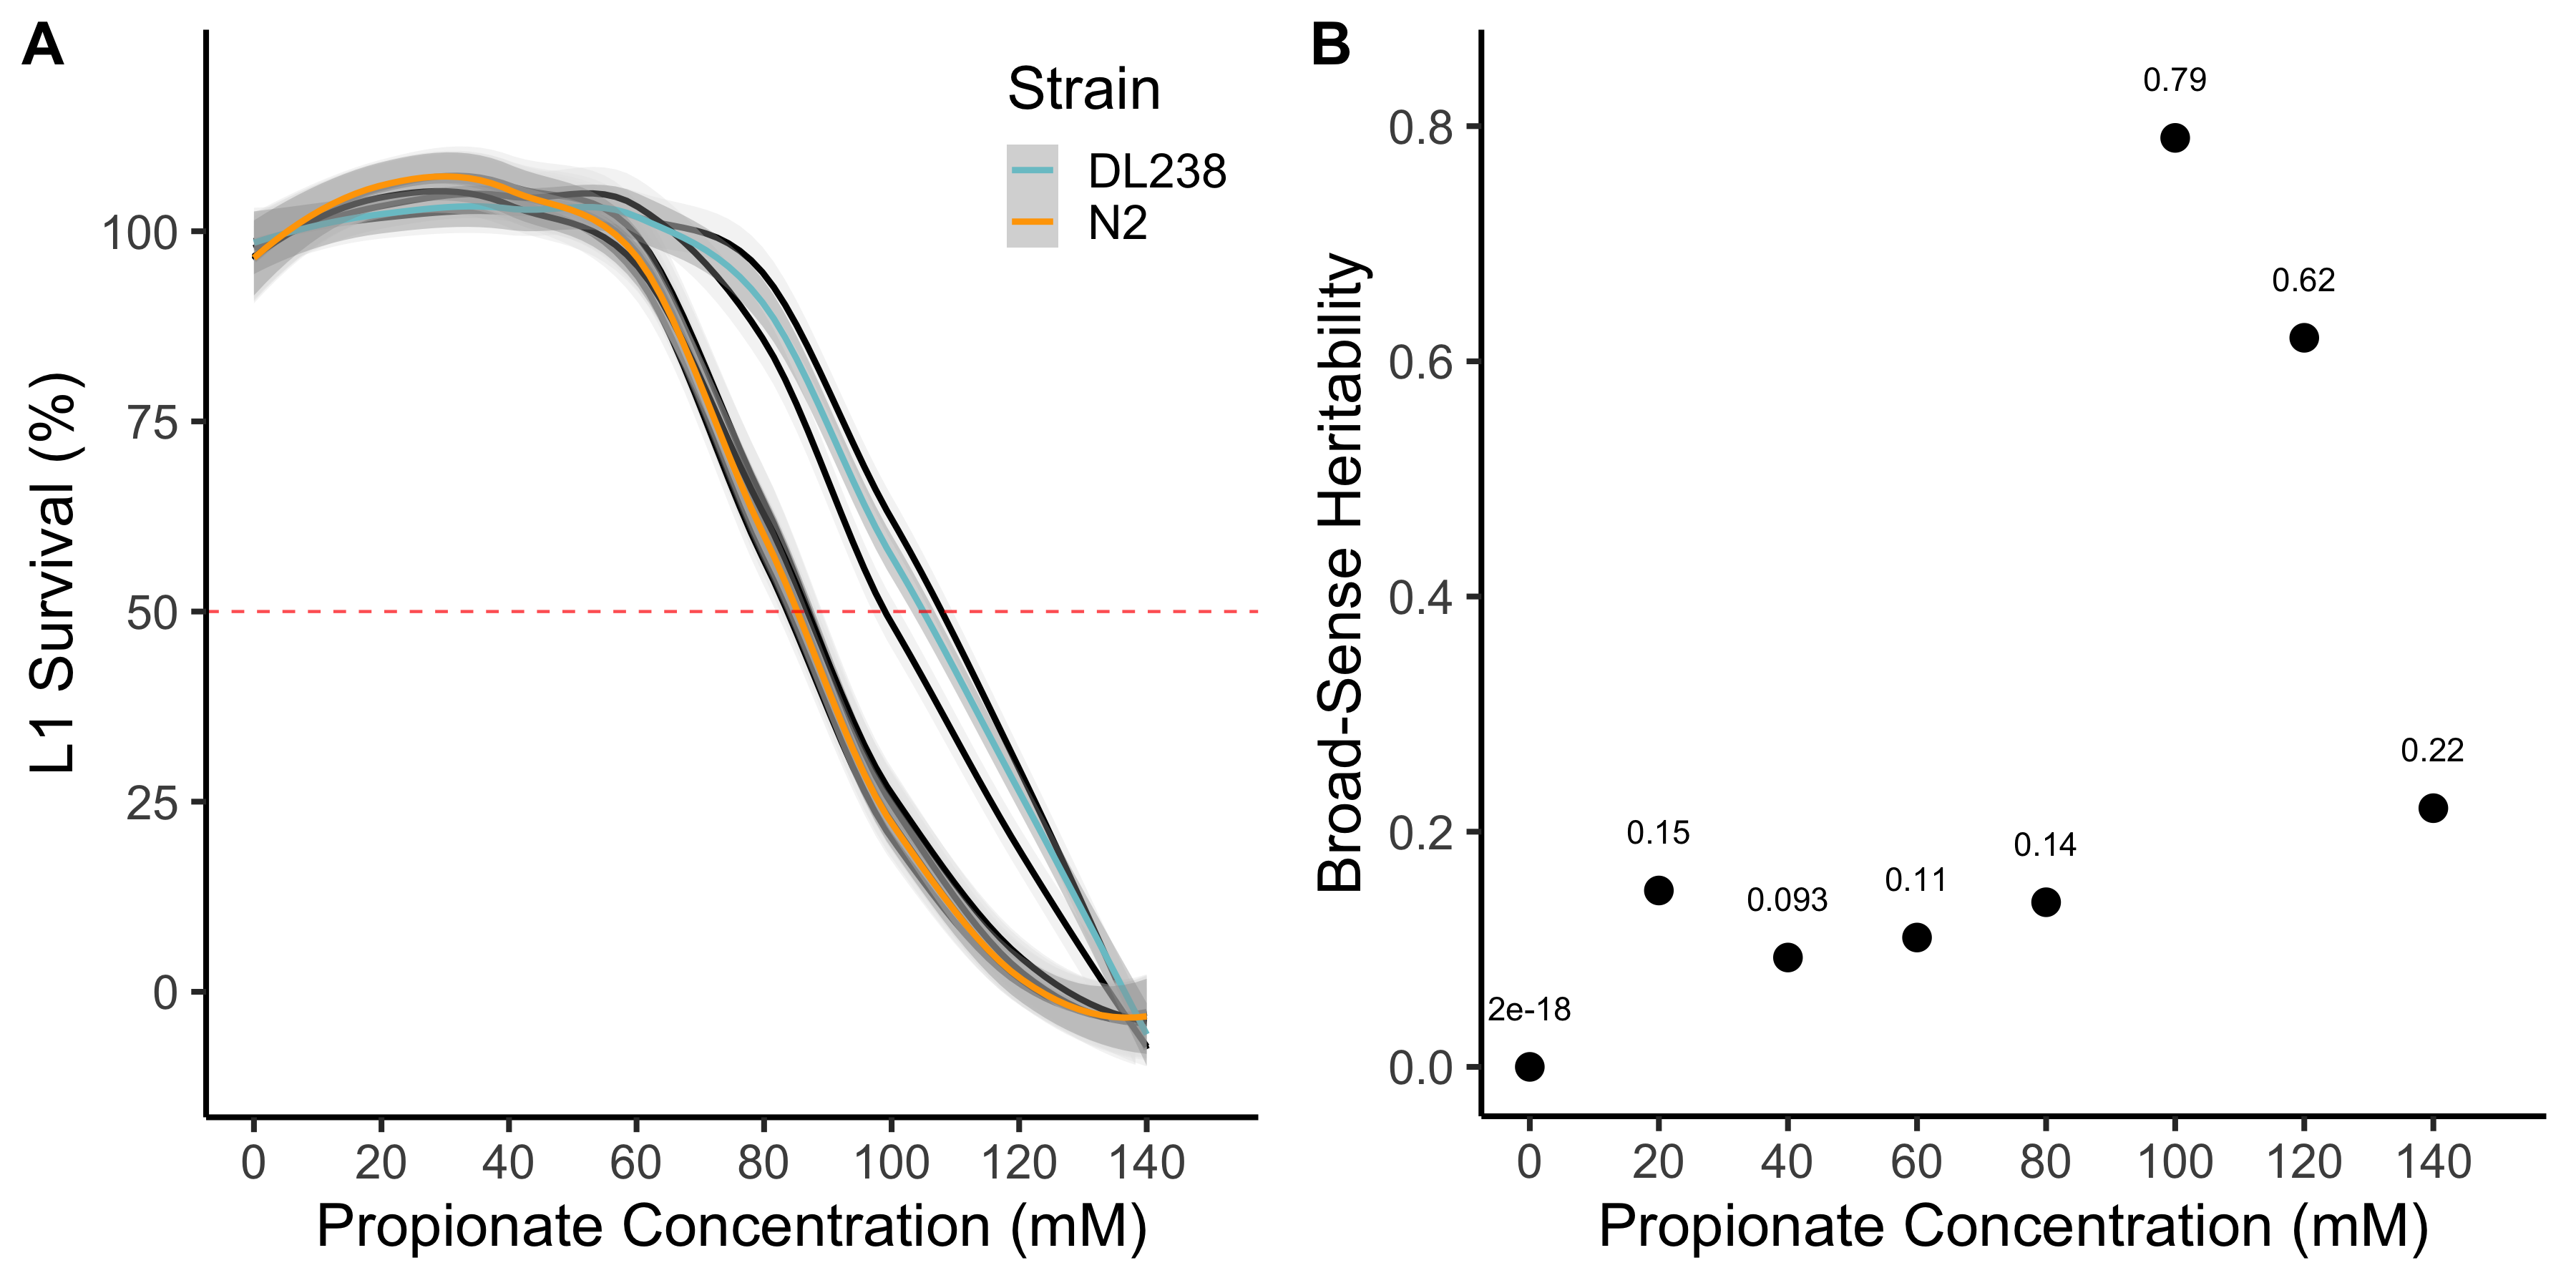 A
Strain
DL238
N2
L1 Survival (%)
100
75
50
25
0
0 20 40 60 80 100 120 140
Propionate Concentration (mM)
B
Broad-Sense Heritability
0.8
0.6
0.4
0.2
0.0
2e-18
0.15
0.093
0.11
0.14
0.79
0.62
0.22
0 20 40 60 80 100 120 140
Propionate Concentration (mM)